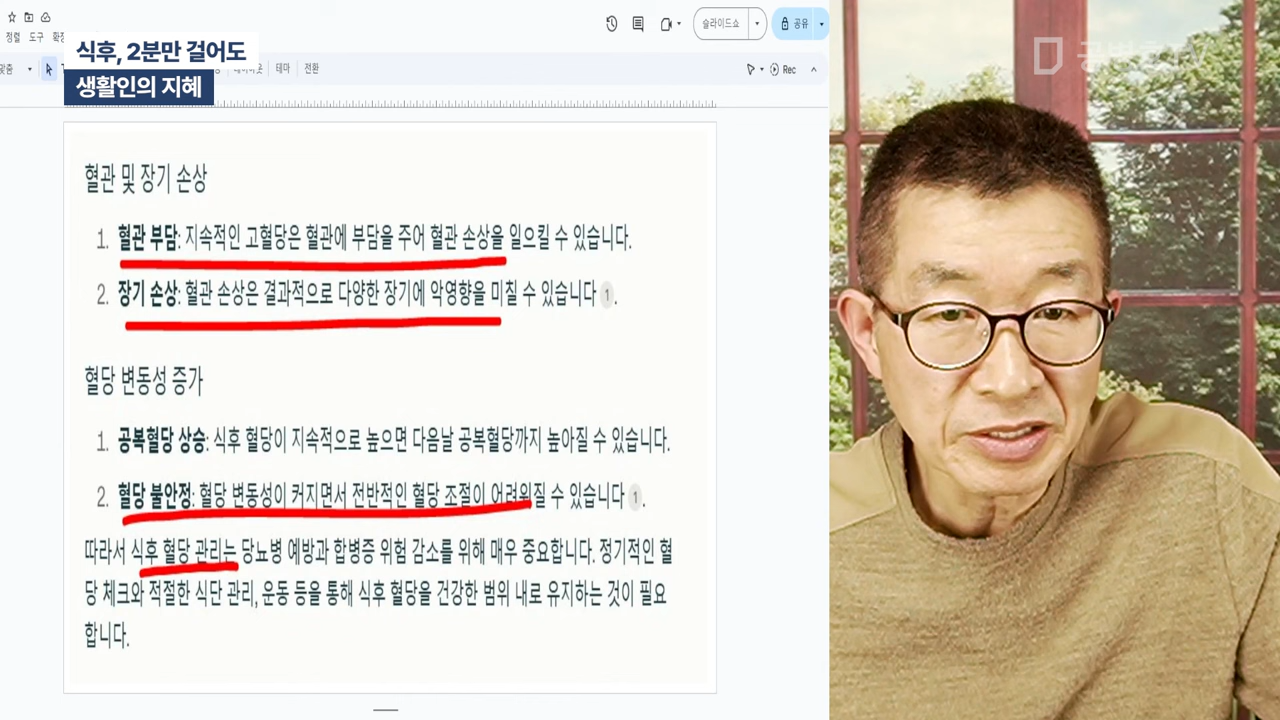 정렬 도구
슬라이드쇼
공유
식후, 2분만 걸어도
생활인의 지혜
테마 전환
Rec
혈관 및 장기 손상
1. 혈관 부담: 지속적인 고혈당은 혈관에 부담을 주어 혈관 손상을 일으킬 수 있습니다.
2. 장기 손상: 혈관 손상은 결과적으로 다양한 장기에 악영향을 미칠 수 있습니다 1.
혈당 변동성 증가
1. 공복혈당 상승: 식후 혈당이 지속적으로 높으면 다음날 공복혈당까지 높아질 수 있습니다.
2. 혈당 불안정: 혈당 변동성이 커지면서 전반적인 혈당 조절이 어려워질 수 있습니다 1.
따라서 식후 혈당 관리는 당뇨병 예방과 합병증 위험 감소를 위해 매우 중요합니다. 정기적인 혈
당 체크와 적절한 식단 관리, 운동 등을 통해 식후 혈당을 건강한 범위 내로 유지하는 것이 필요
합니다.